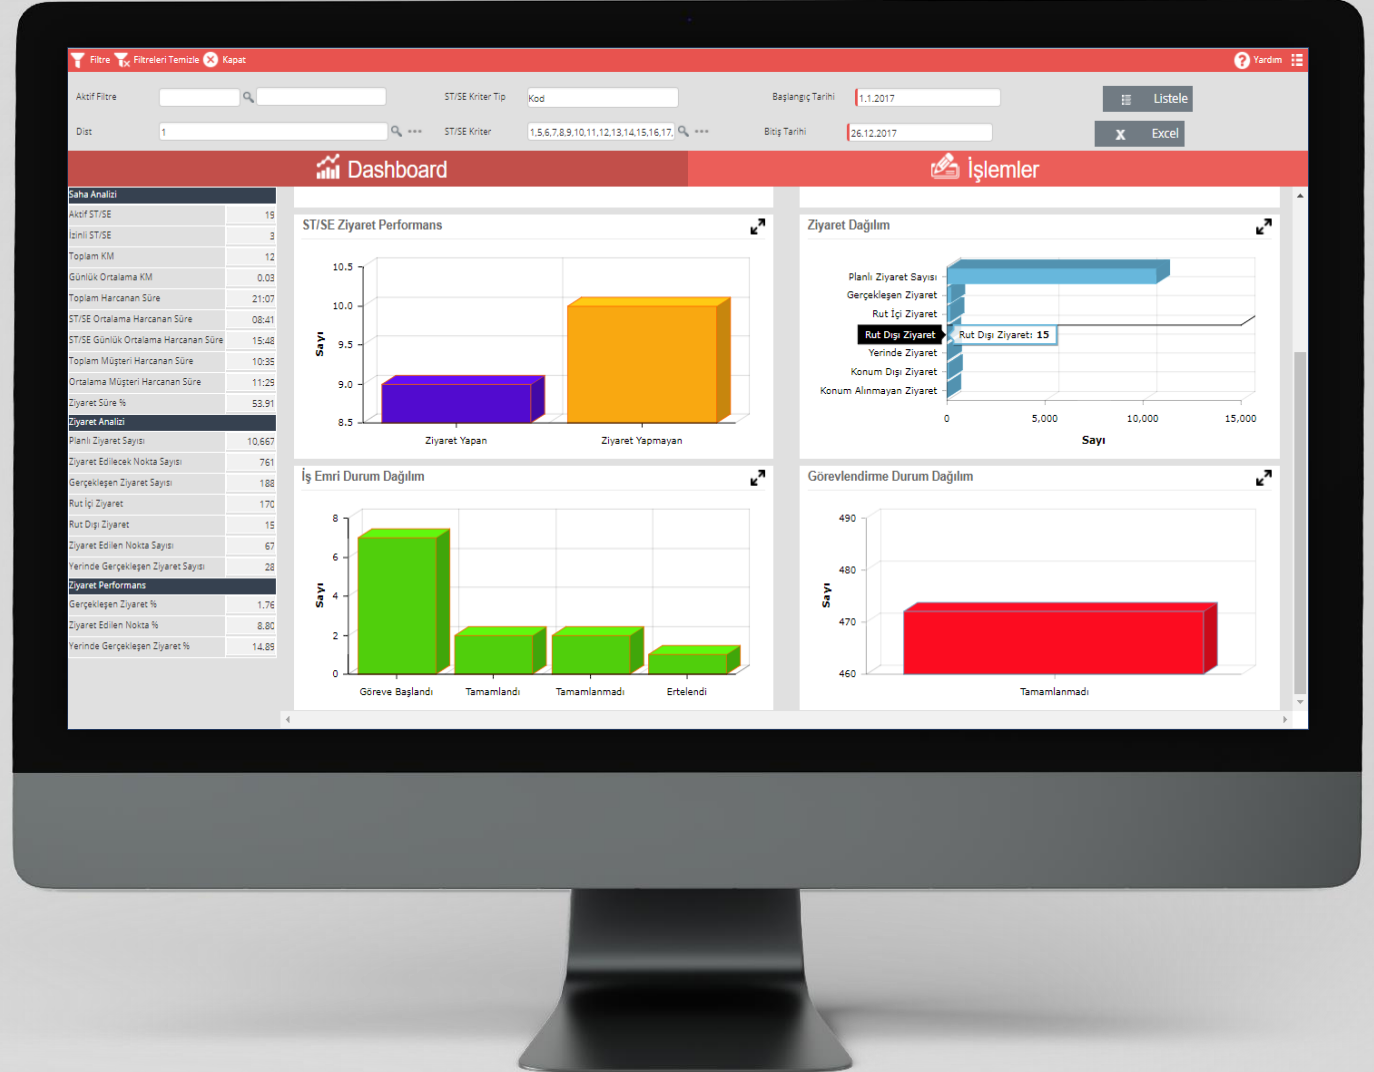 Filtre Filtreleri Temizle Kapat Yardım
Aktif Filtre ST/SE Kriter Tip Kod Başlangıç Tarihi 1.1.2017 Listele
Dist 1 ST/SE Kriter 1,5,6,7,8,9,10,11,12,13,14,15,16,17, Bitiş Tarihi 26.12.2017 Excel
Dashboard İşlemler
Saha Analizi
Aktif ST/SE 19
İzinli ST/SE 3
Toplam KM 12
Günlük Ortalama KM 0.03
Toplam Harcanan Süre 21:07
ST/SE Ortalama Harcanan Süre 08:41
ST/SE Günlük Ortalama Harcanan Süre 15:48
Toplam Müşteri Harcanan Süre 10:35
Ortalama Müşteri Harcanan Süre 11:29
Ziyaret Süre % 53.91
Ziyaret Analizi
Planlı Ziyaret Sayısı 10,667
Ziyaret Edilecek Nokta Sayısı 761
Gerçekleşen Ziyaret Sayısı 188
Rut İçi Ziyaret 170
Rut Dışı Ziyaret 15
Ziyaret Edilen Nokta Sayısı 67
Yerinde Gerçekleşen Ziyaret Sayısı 28
Ziyaret Performans
Gerçekleşen Ziyaret % 1.76
Ziyaret Edilen Nokta % 8.80
Yerinde Gerçekleşen Ziyaret % 14.89
ST/SE Ziyaret Performans
10.5
10.0
9.5
9.0
8.5
Sayı
Ziyaret Yapan Ziyaret Yapmayan
Ziyaret Dağılım
Planlı Ziyaret Sayısı
Gerçekleşen Ziyaret
Rut İçi Ziyaret
Rut Dışı Ziyaret Rut Dışı Ziyaret: 15
Yerinde Ziyaret
Konum Dışı Ziyaret
Konum Alınmayan Ziyaret
0 5,000 10,000 15,000
Sayı
İş Emri Durum Dağılım
8
6
4
2
0
Sayı
Göreve Başlandı Tamamlandı Tamamlanmadı Ertelendi
Görevlendirme Durum Dağılım
490
480
470
460
Sayı
Tamamlanmadı